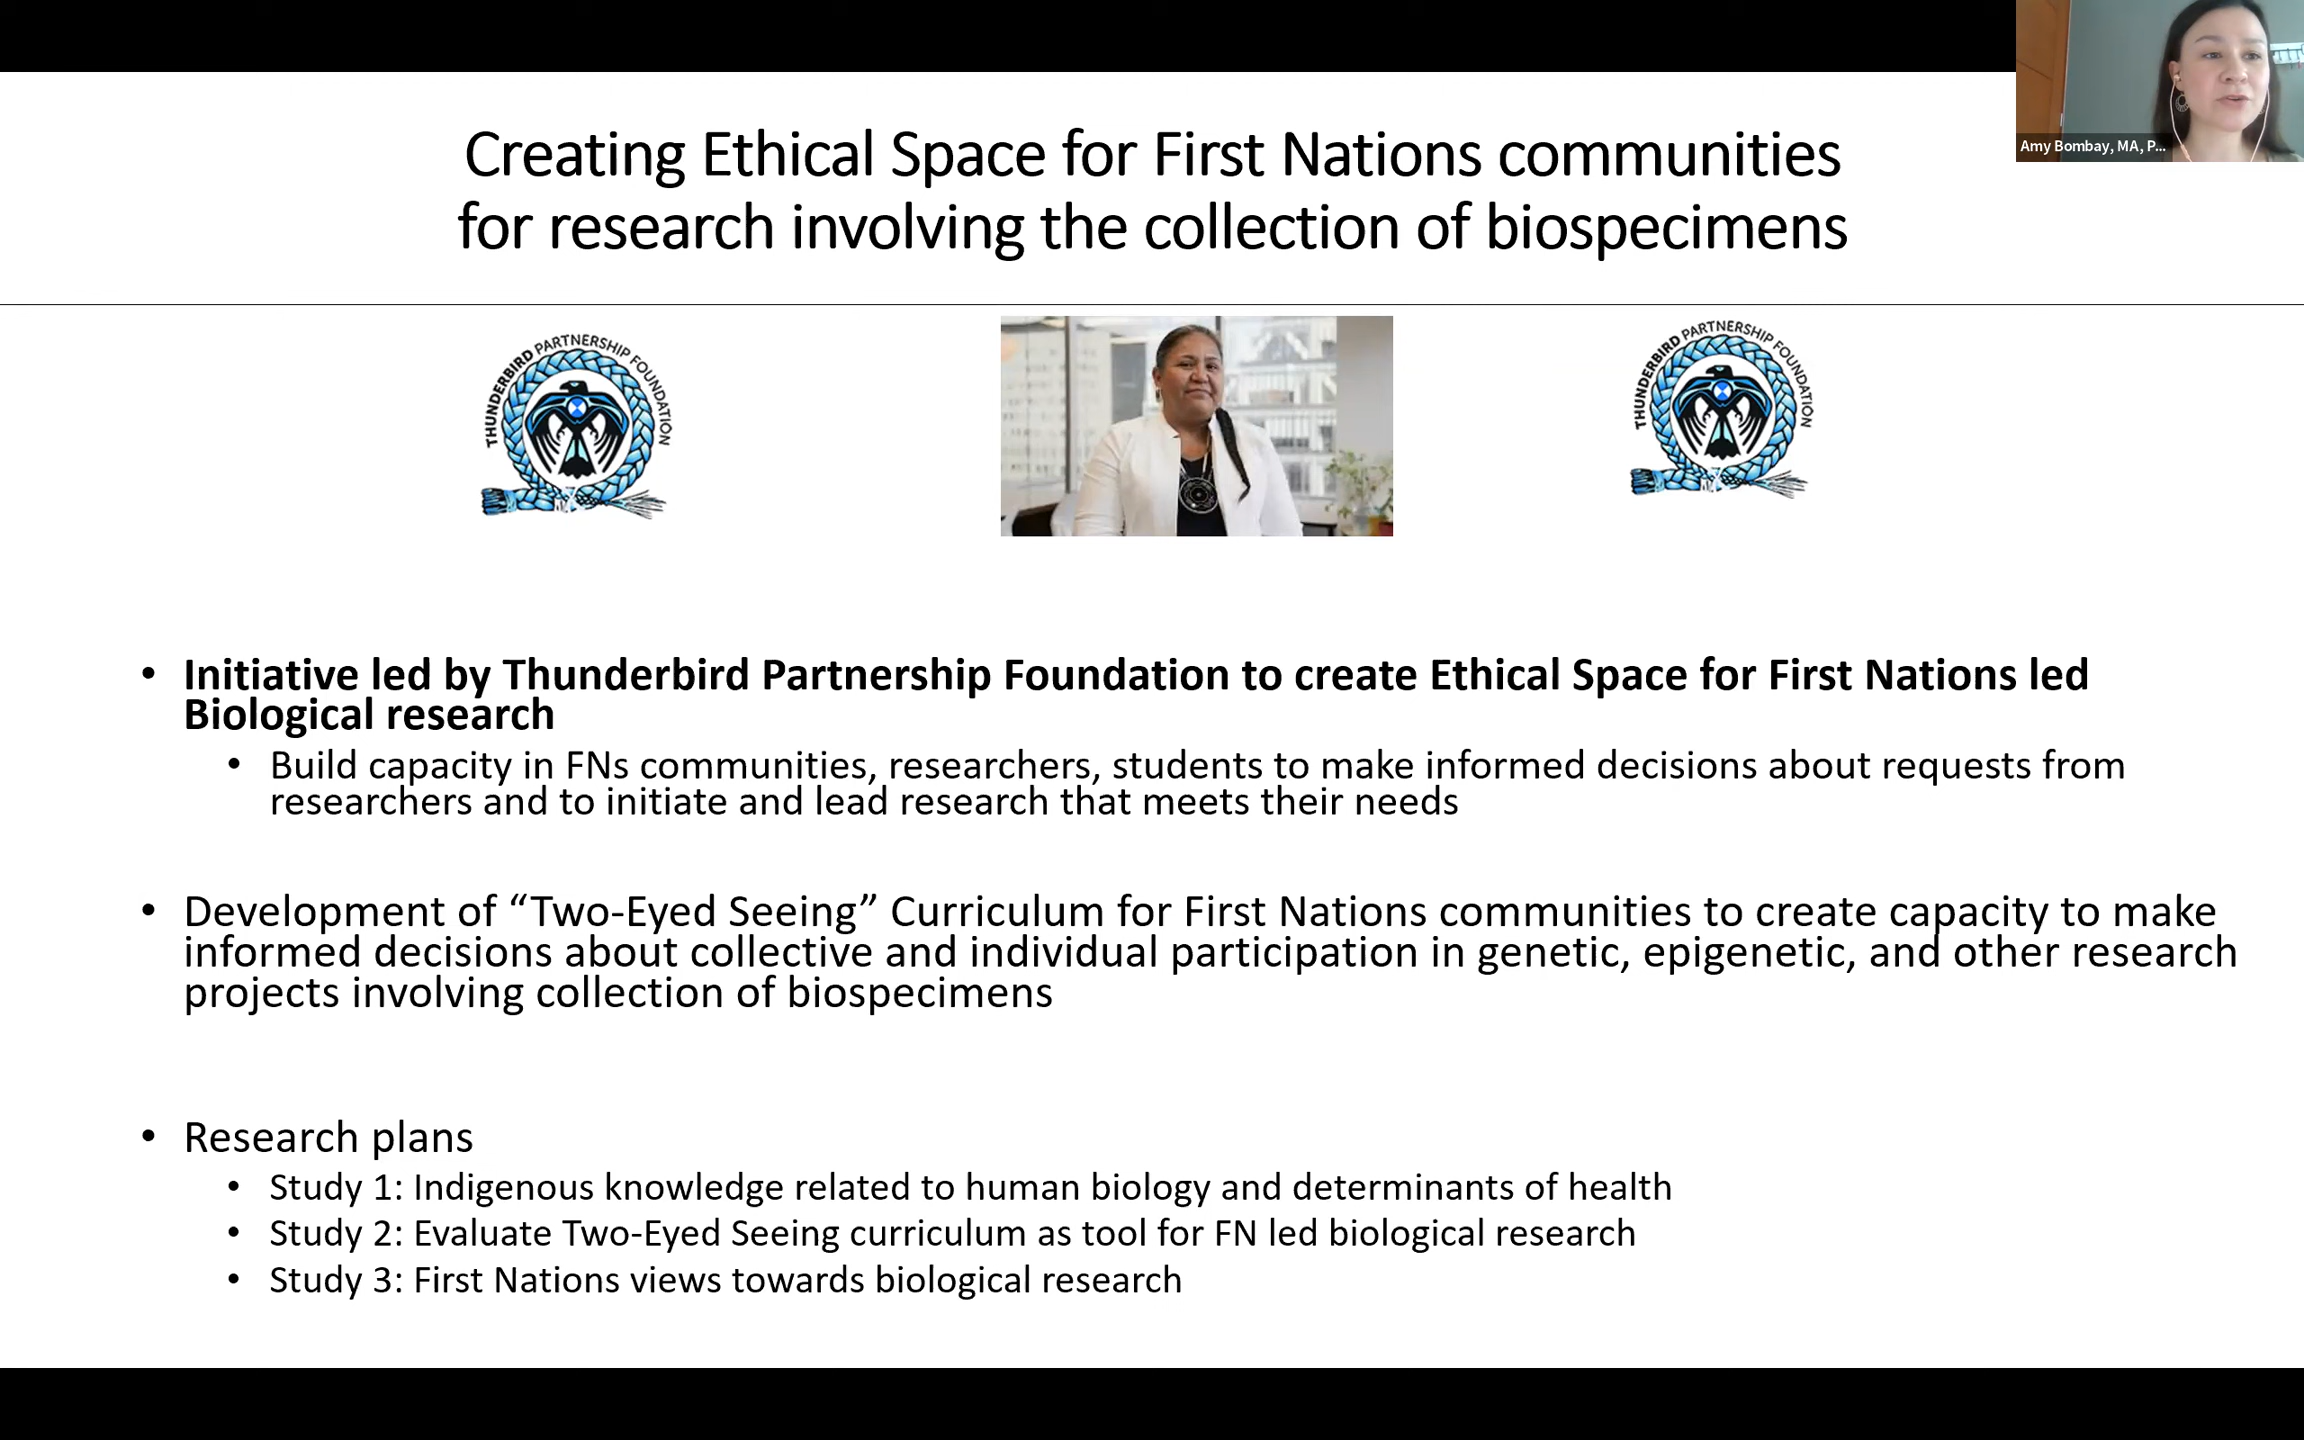 Creating Ethical Space for First Nations communities
for research involving the collection of biospecimens
Amy Bombay, MA, P...
THUNDERBIRD PARTNERSHIP FOUNDATION
THUNDERBIRD PARTNERSHIP FOUNDATION
• Initiative led by Thunderbird Partnership Foundation to create Ethical Space for First Nations led
Biological research
• Build capacity in FNs communities, researchers, students to make informed decisions about requests from
researchers and to initiate and lead research that meets their needs
• Development of “Two-Eyed Seeing” Curriculum for First Nations communities to create capacity to make
informed decisions about collective and individual participation in genetic, epigenetic, and other research
projects involving collection of biospecimens
• Research plans
• Study 1: Indigenous knowledge related to human biology and determinants of health
• Study 2: Evaluate Two-Eyed Seeing curriculum as tool for FN led biological research
• Study 3: First Nations views towards biological research